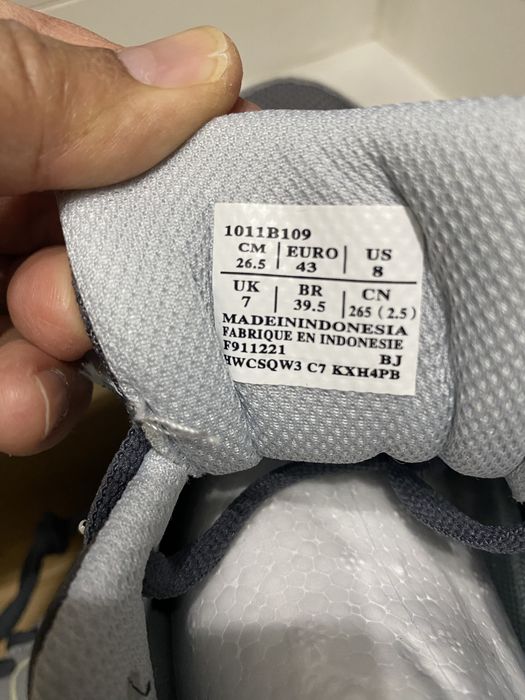 1011B109
CM EURO US
26.5 43 8
UK BR CN
7 39.5 265 (2.5)
MADEININDONESIA
FABRIQUE EN INDONESIE
F911221 BJ
HWCSQW3 C7 KXH4PB